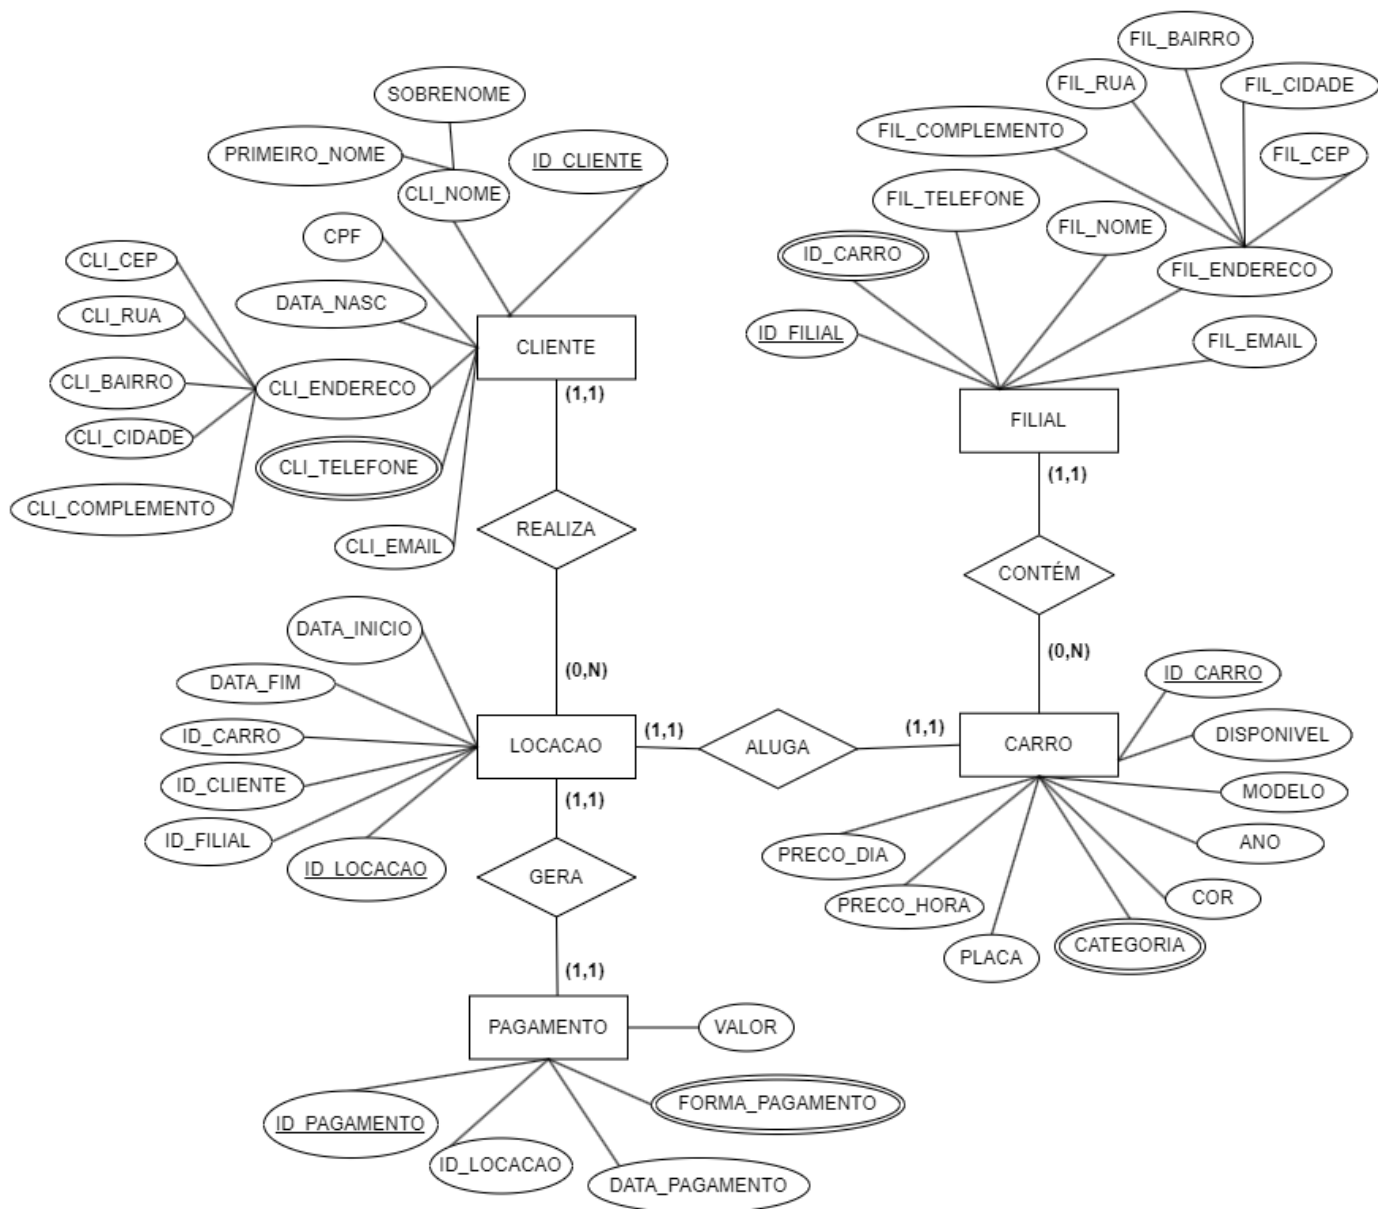 FIL_BAIRRO
FIL_RUA
FIL_CIDADE
SOBRENOME
FIL_COMPLEMENTO
PRIMEIRO_NOME
ID_CLIENTE
FIL_CEP
CLI_NOME
FIL_TELEFONE
FIL_NOME
CPF
ID_CARRO
CLI_CEP
FIL_ENDERECO
DATA_NASC
CLI_RUA
ID_FILIAL
FIL_EMAIL
CLIENTE
CLI_BAIRRO
CLI_ENDERECO
(1,1)
FILIAL
CLI_CIDADE
CLI_TELEFONE
(1,1)
CLI_COMPLEMENTO
REALIZA
CLI_EMAIL
CONTÉM
DATA_INICIO
(0,N)
(0,N)
ID_CARRO
DATA_FIM
ID_CARRO
(1,1)
(1,1)
DISPONIVEL
LOCACAO
ALUGA
CARRO
ID_CLIENTE
(1,1)
MODELO
ID_FILIAL
ANO
PRECO_DIA
ID_LOCACAO
GERA
COR
PRECO_HORA
CATEGORIA
PLACA
(1,1)
PAGAMENTO
VALOR
FORMA_PAGAMENTO
ID_PAGAMENTO
ID_LOCACAO
DATA_PAGAMENTO